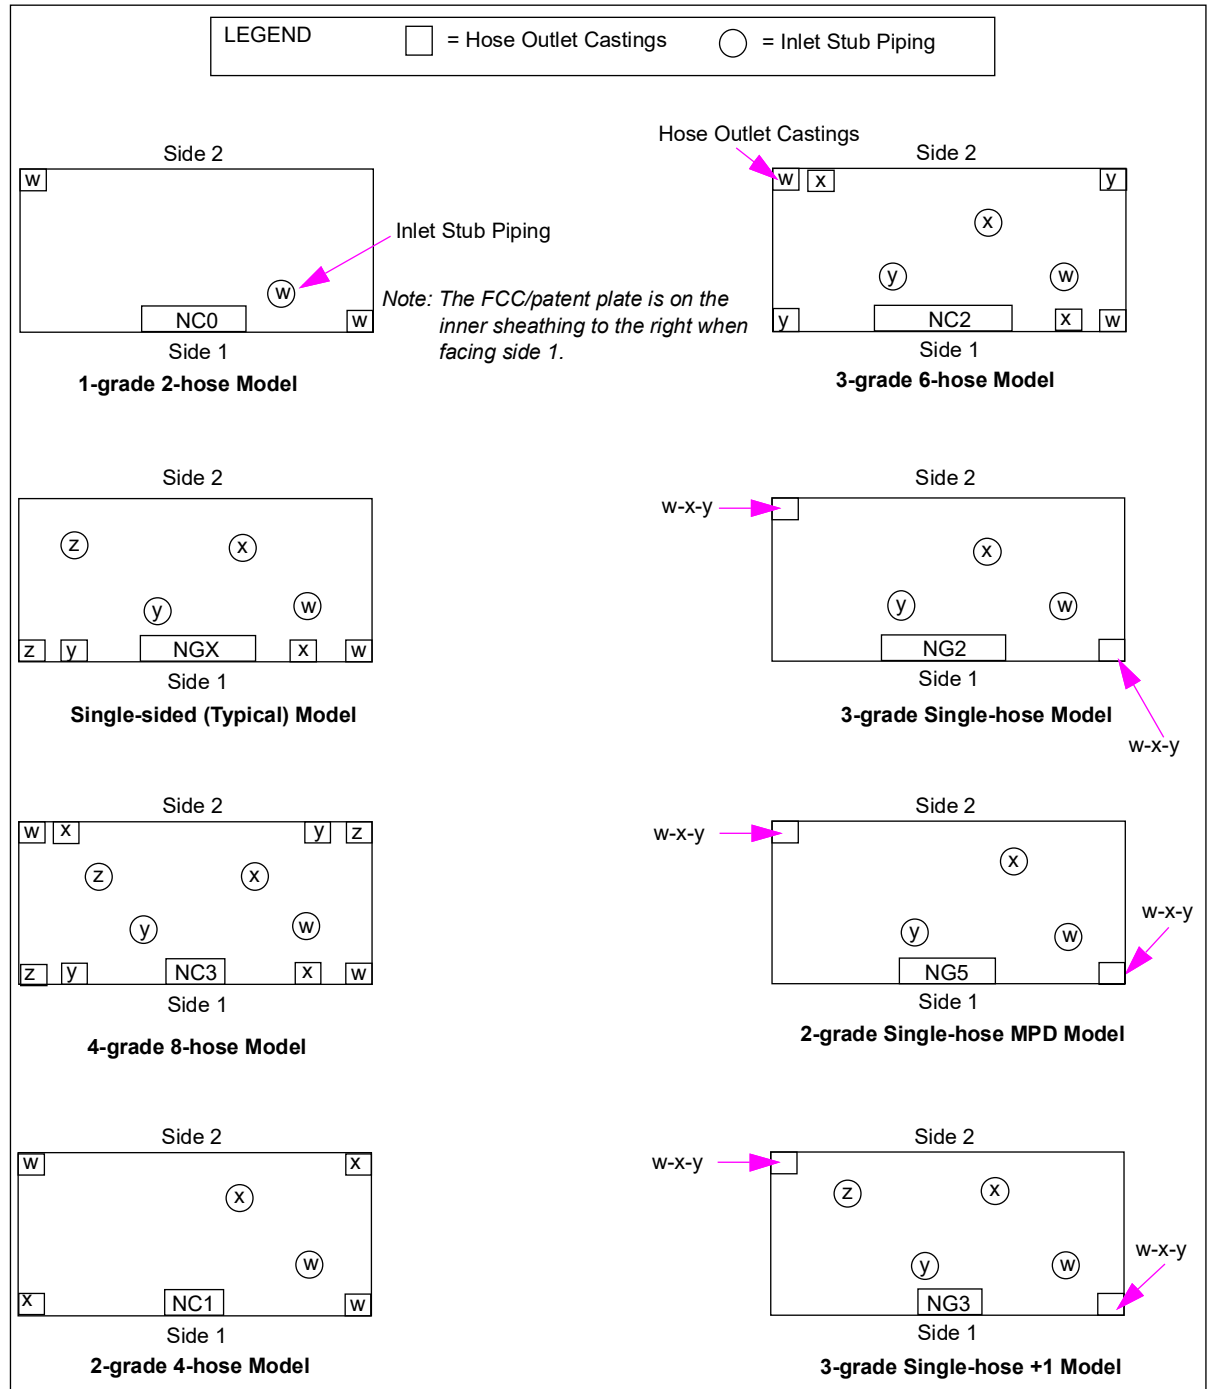 LEGEND
= Hose Outlet Castings
= Inlet Stub Piping
Side 2
w
Inlet Stub Piping
w
NC0
w
Side 1
1-grade 2-hose Model
Note: The FCC/patent plate is on the
inner sheathing to the right when
facing side 1.
Hose Outlet Castings
Side 2
w x y
x
y w
y NC2 x w
Side 1
3-grade 6-hose Model
Side 2
z x
y w
z y NGX x w
Side 1
Single-sided (Typical) Model
Side 2
w-x-y
x
y w
NG2
Side 1
3-grade Single-hose Model
w-x-y
Side 2
w x y z
z x
y w
z y NC3 x w
Side 1
4-grade 8-hose Model
Side 2
w-x-y
x
w-x-y
y w
NG5
Side 1
2-grade Single-hose MPD Model
Side 2
w x
x
w
x NC1 w
Side 1
2-grade 4-hose Model
Side 2
w-x-y
z x
w-x-y
y w
NG3
Side 1
3-grade Single-hose +1 Model